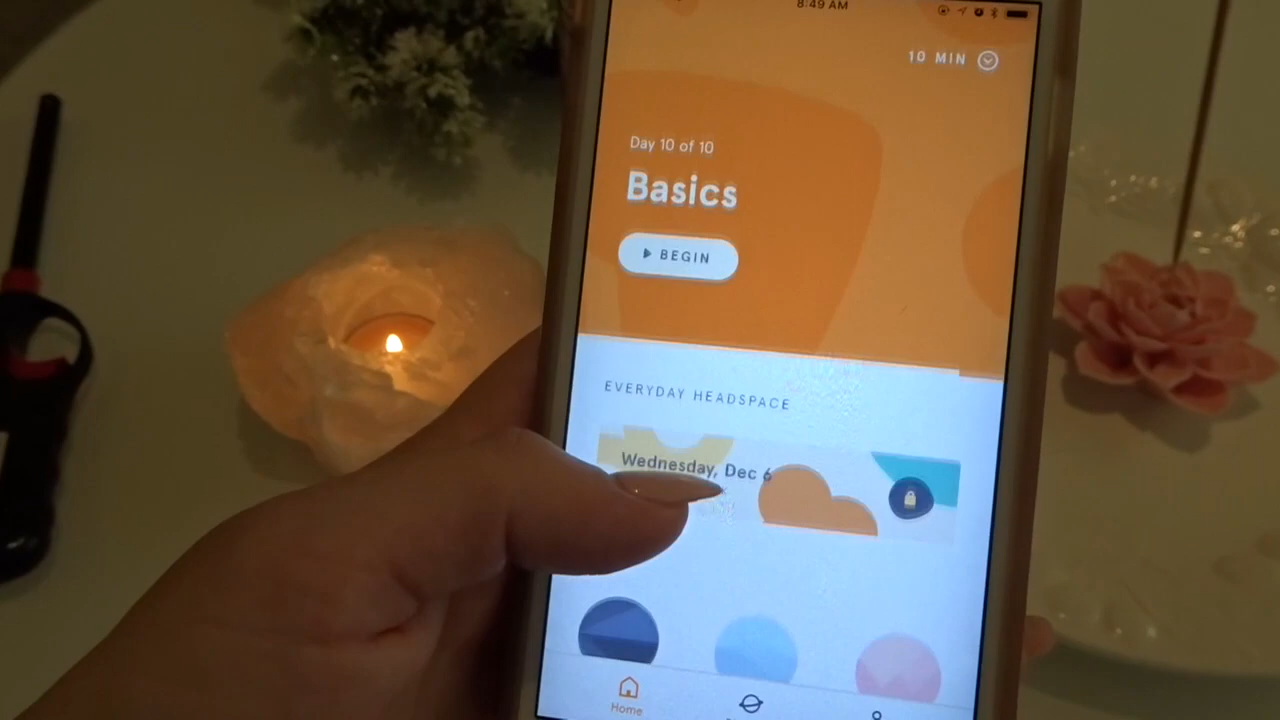 8:49 AM
10 MIN
Day 10 of 10
Basics
BEGIN
EVERYDAY HEADSPACE
Wednesday, Dec 6
Home